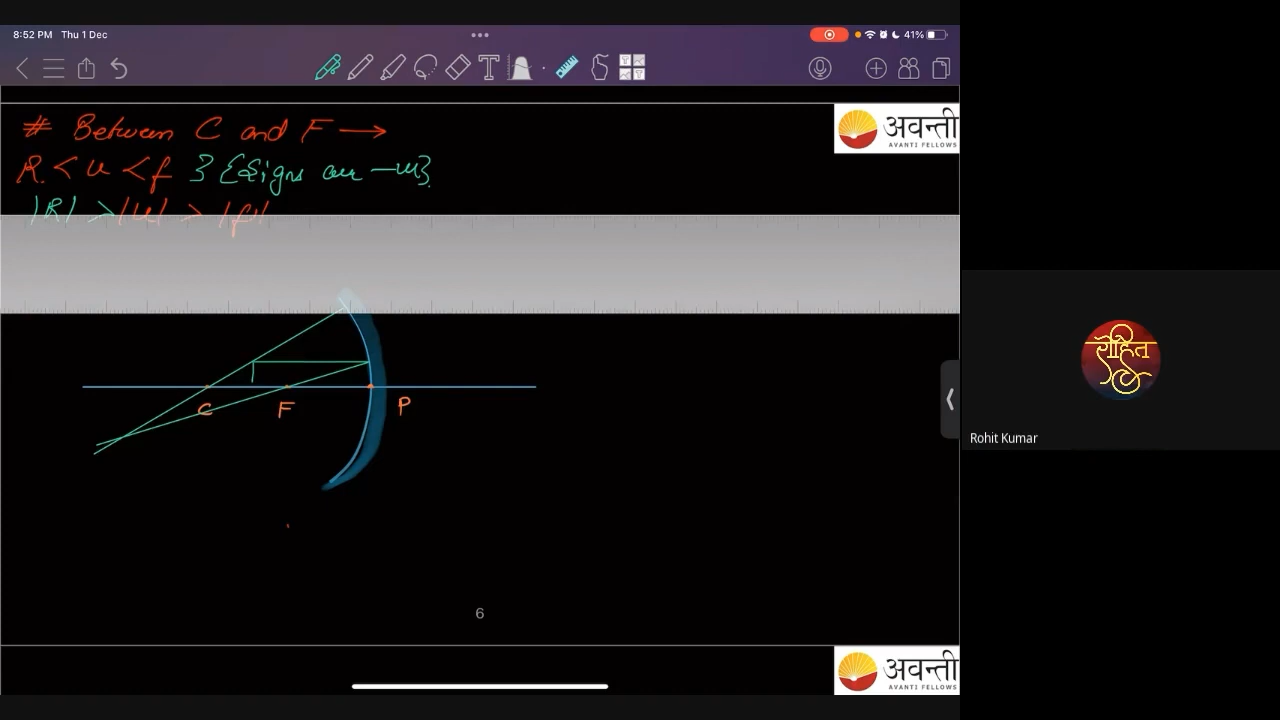 8:52 PM Thu 1 Dec
41%
# Between C and F →
R < u < f } {Signs are -ve}
|R| > |u| > |f|
अवन्ती
AVANTI FELLOWS
C F P
रोहित
Rohit Kumar
6
अवन्ती
AVANTI FELLOWS